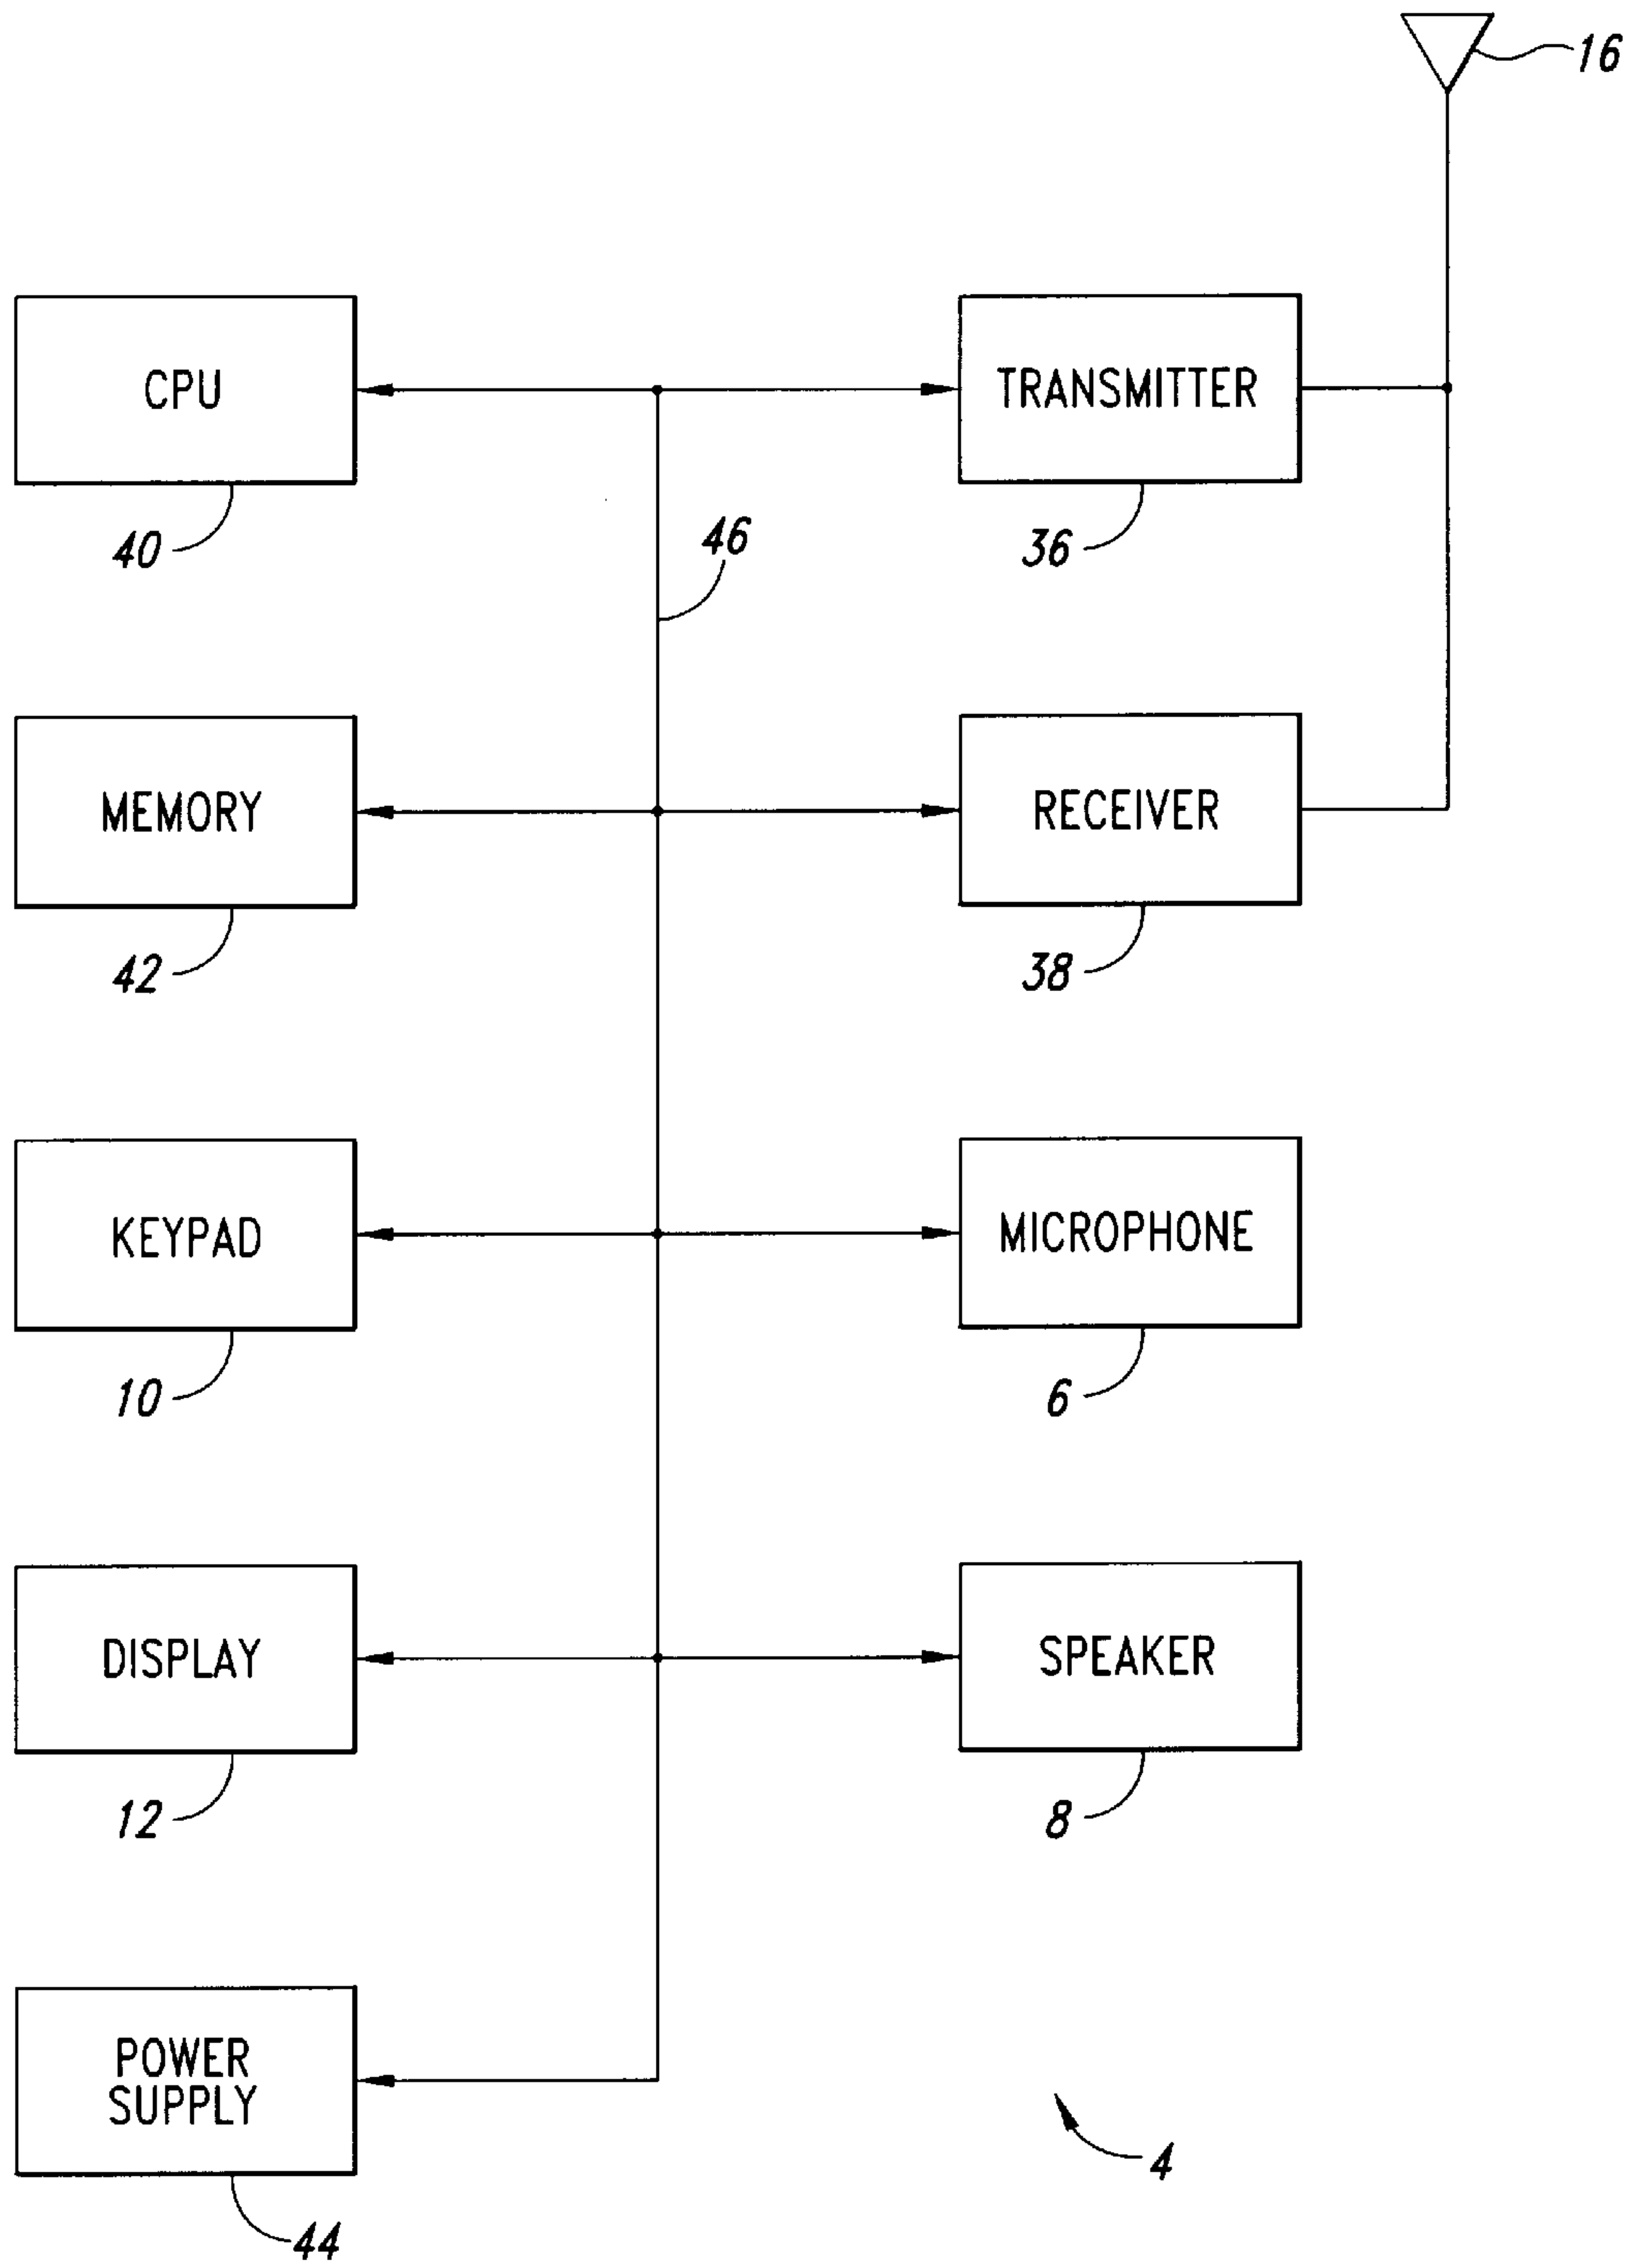 16
CPU
TRANSMITTER
40
46
36
MEMORY
RECEIVER
42
38
KEYPAD
MICROPHONE
10
6
DISPLAY
SPEAKER
12
8
POWER
SUPPLY
4
44